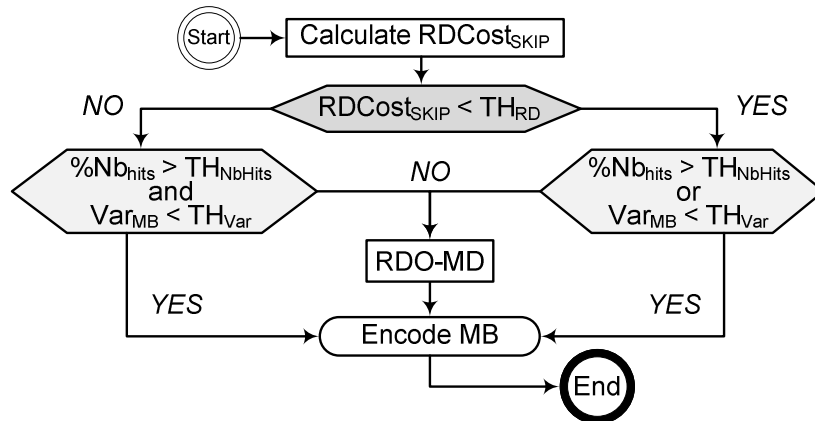 Start
Calculate RDCostSKIP
NO
RDCostSKIP < THRD
YES
%Nbhits > THNbHits
and
VarMB < THVar
NO
%Nbhits > THNbHits
or
VarMB < THVar
RDO-MD
YES
YES
Encode MB
End